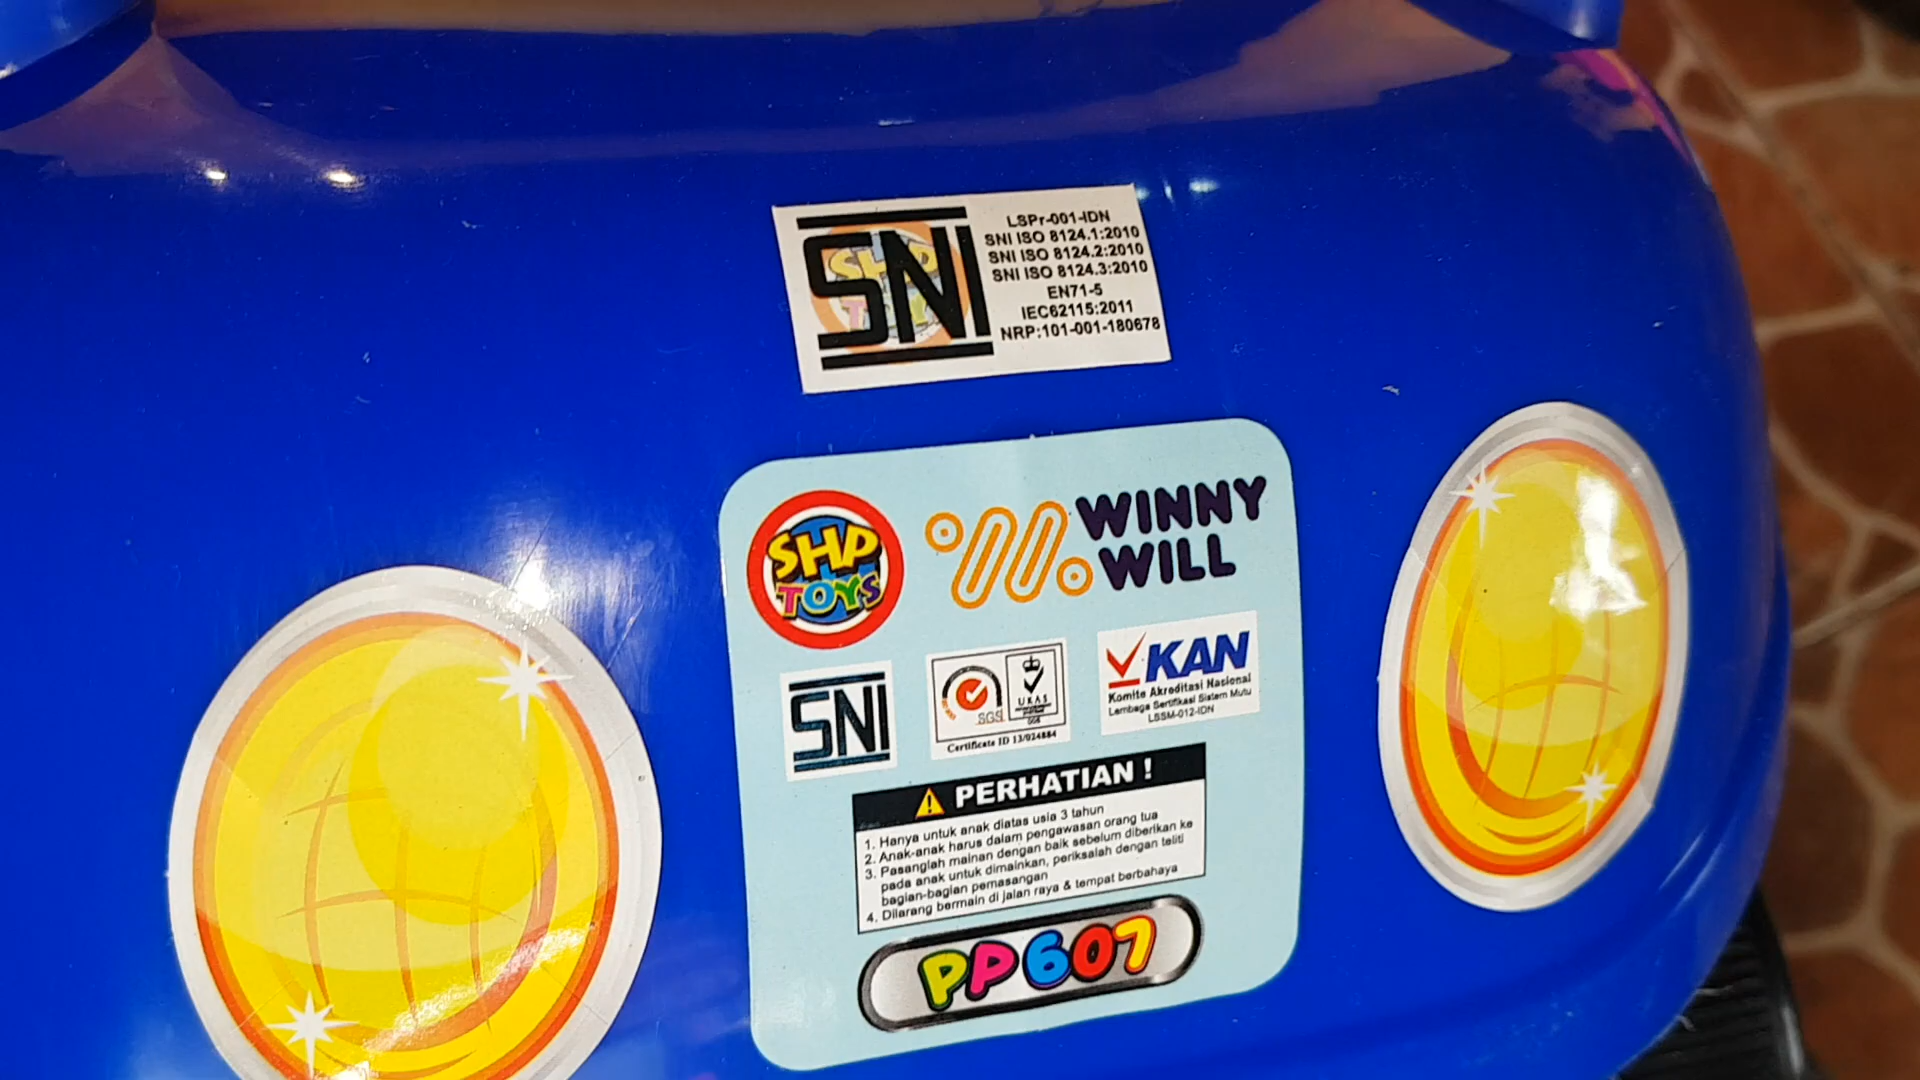 SNI
LSPr-001-IDN
SNI ISO 8124.1:2010
SNI ISO 8124.2:2010
SNI ISO 8124.3:2010
EN71-5
IEC62115:2011
NRP:101-001-180678
SHP
TOYS
WINNY
WILL
SNI
SGS
UKAS
Certificate ID 13/024884
KAN
Komite Akreditasi Nasional
Lembaga Sertifikasi Sistem Mutu
LSSM-012-IDN
PERHATIAN !
1. Hanya untuk anak diatas usia 3 tahun
2. Anak-anak harus dalam pengawasan orang tua
3. Pasanglah mainan dengan baik sebelum diberikan ke
pada anak untuk dimainkan, periksalah dengan teliti
bagian-bagian pemasangan
4. Dilarang bermain di jalan raya & tempat berbahaya
PP607